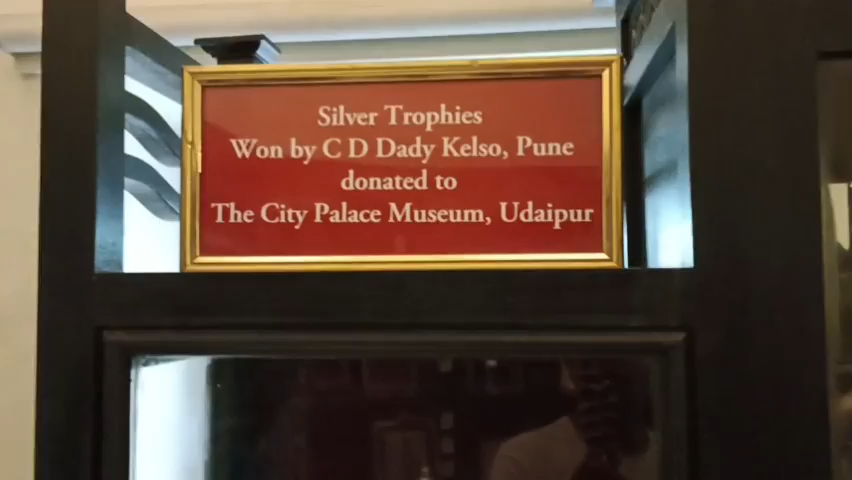 Silver Trophies
Won by C D Dady Kelso, Pune
donated to
The City Palace Museum, Udaipur